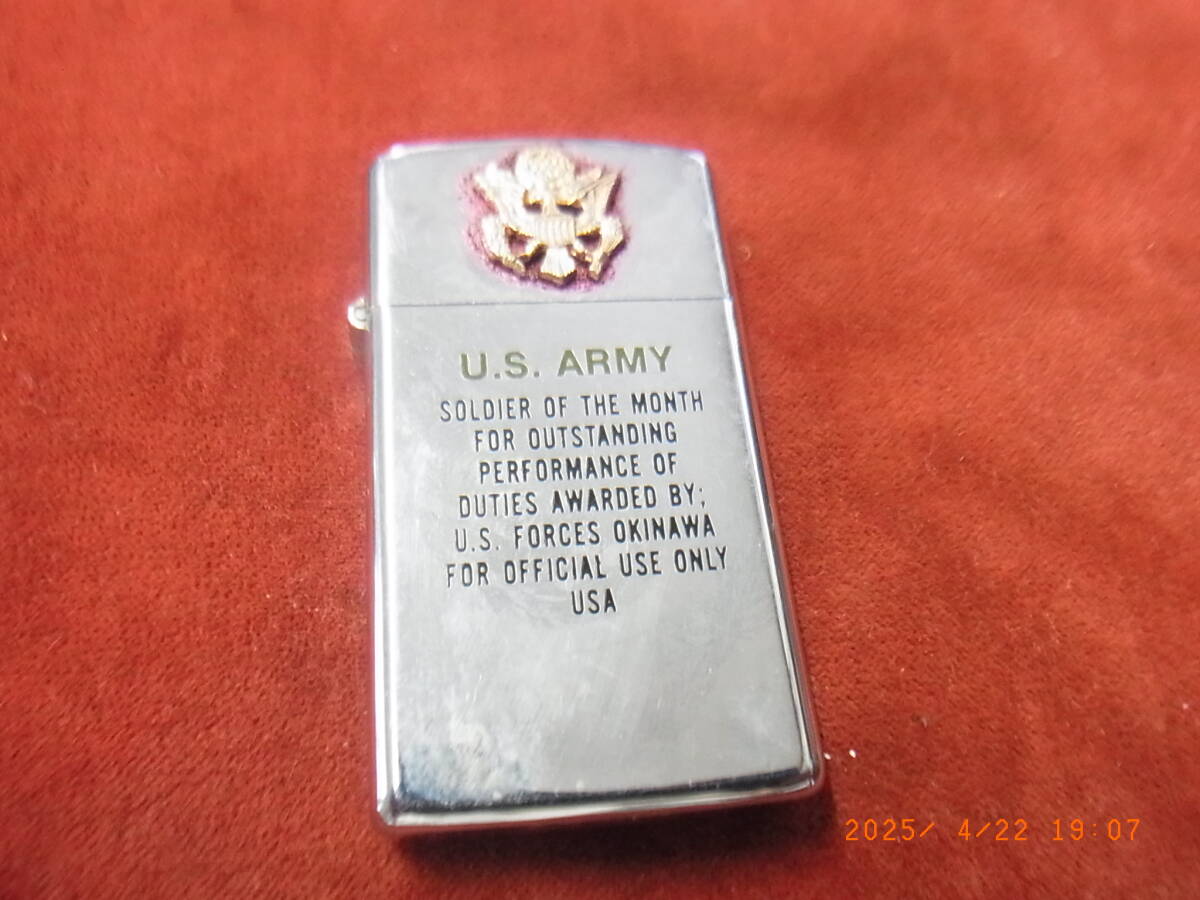 U.S. ARMY
SOLDIER OF THE MONTH
FOR OUTSTANDING
PERFORMANCE OF
DUTIES AWARDED BY;
U.S. FORCES OKINAWA
FOR OFFICIAL USE ONLY
USA
2025/ 4/22 19:07